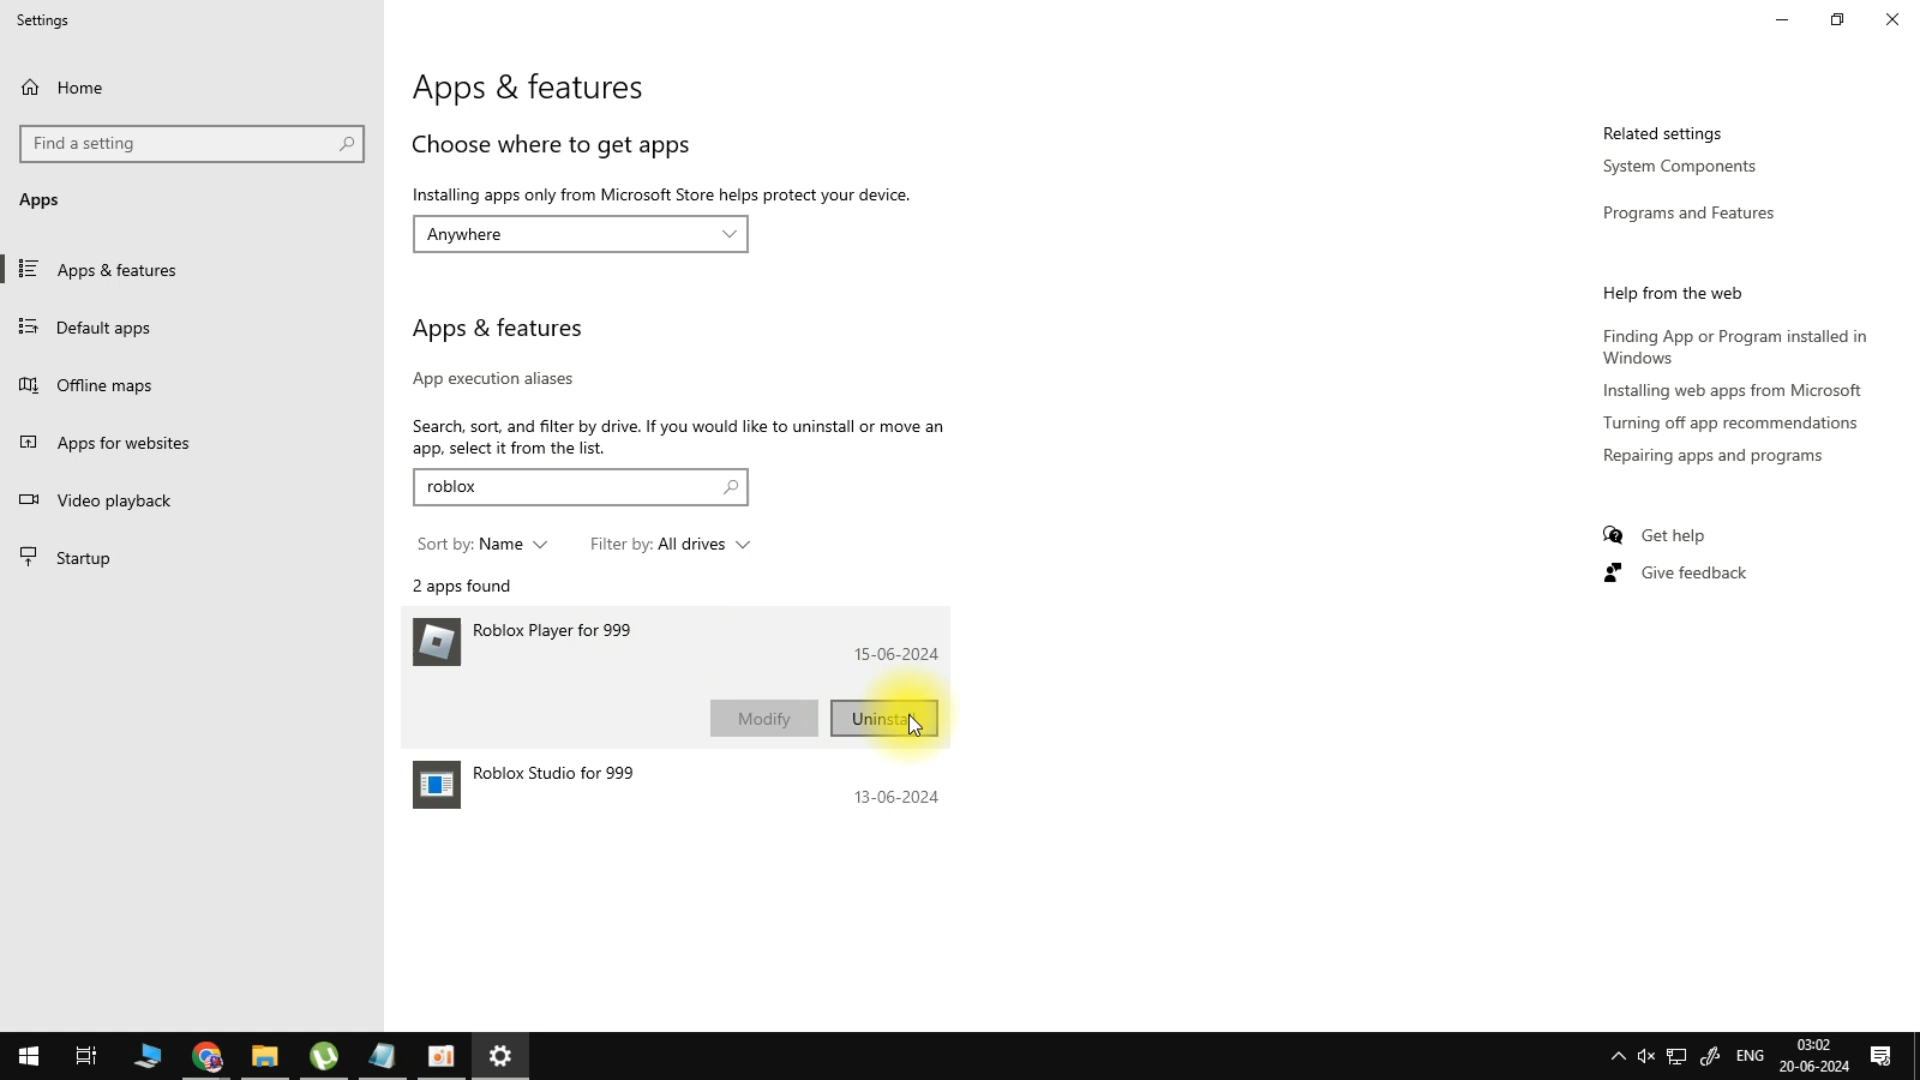 Settings
Home
Find a setting
Apps
Apps & features
Default apps
Offline maps
Apps for websites
Video playback
Startup
Apps & features
Choose where to get apps
Installing apps only from Microsoft Store helps protect your device.
Anywhere
Apps & features
App execution aliases
Search, sort, and filter by drive. If you would like to uninstall or move an
app, select it from the list.
roblox
Sort by: Name
Filter by: All drives
2 apps found
Roblox Player for 999
15-06-2024
Modify
Uninstall
Roblox Studio for 999
13-06-2024
Related settings
System Components
Programs and Features
Help from the web
Finding App or Program installed in
Windows
Installing web apps from Microsoft
Turning off app recommendations
Repairing apps and programs
Get help
Give feedback
ENG
03:02
20-06-2024